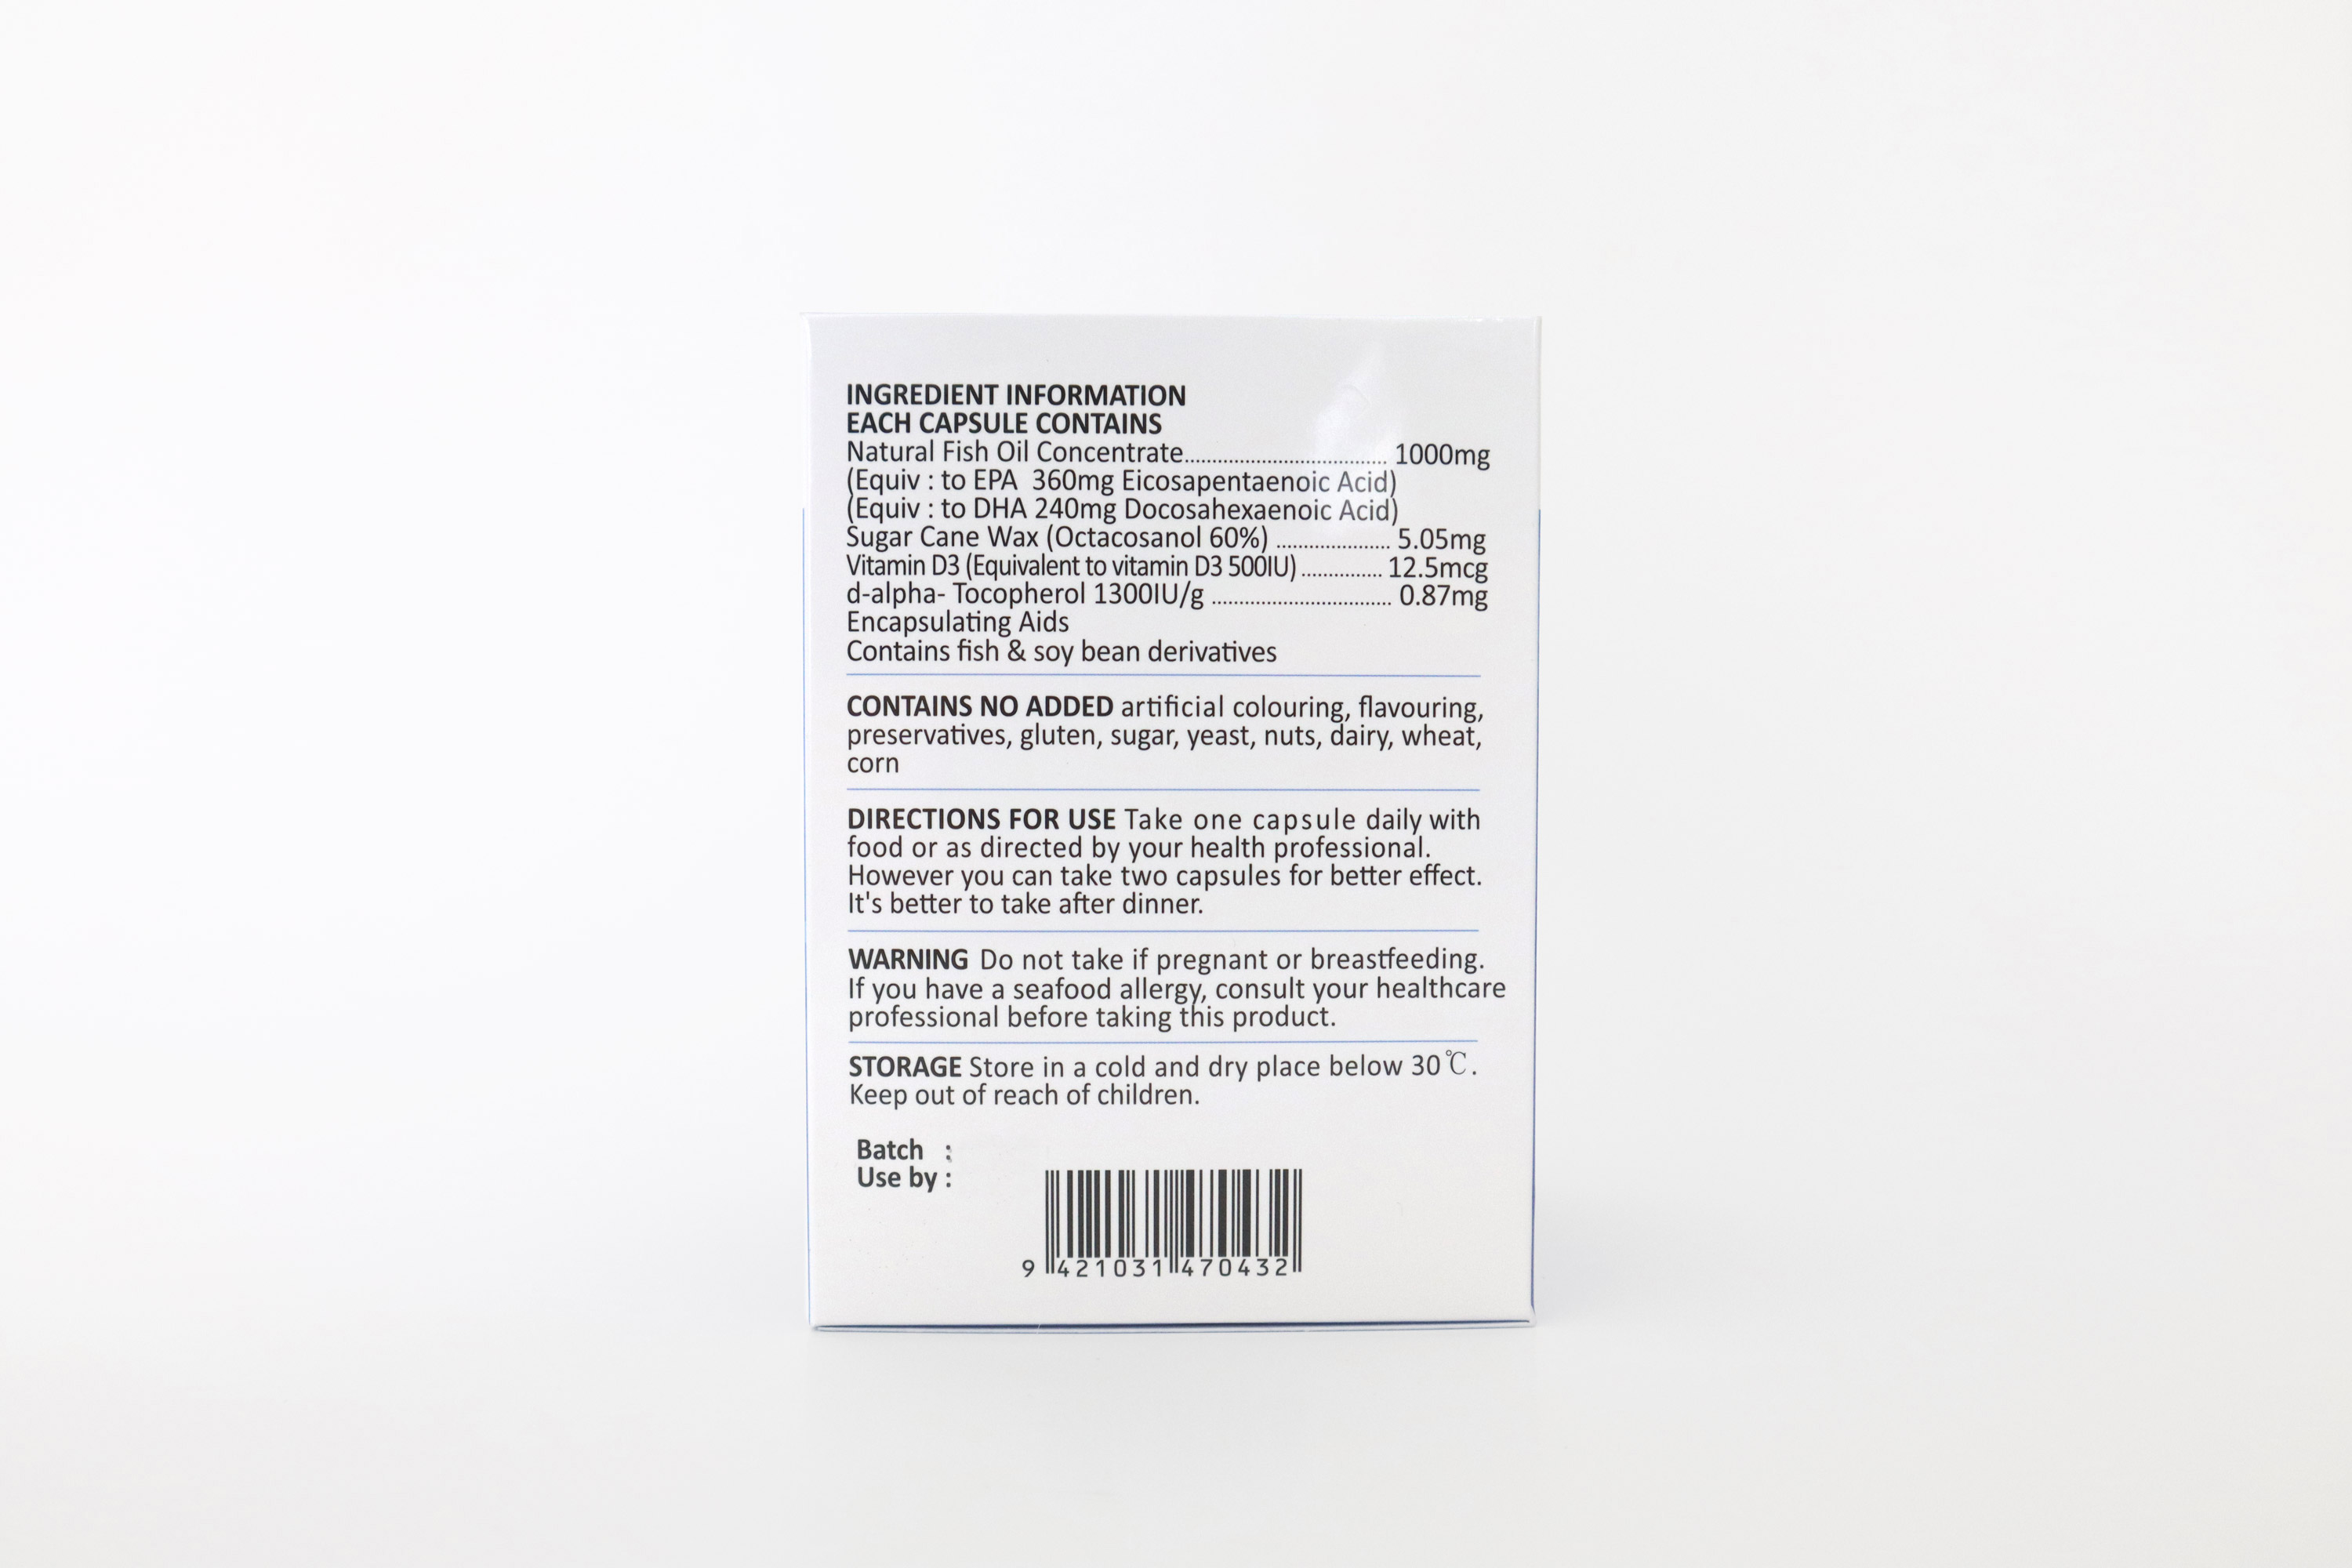 INGREDIENT INFORMATION
EACH CAPSULE CONTAINS
Natural Fish Oil Concentrate.................................. 1000mg
(Equiv : to EPA  360mg Eicosapentaenoic Acid)
(Equiv : to DHA 240mg Docosahexaenoic Acid)
Sugar Cane Wax (Octacosanol 60%) ................... 5.05mg
Vitamin D3 (Equivalent to vitamin D3 500IU) .............. 12.5mcg
d-alpha- Tocopherol 1300IU/g .............................. 0.87mg
Encapsulating Aids
Contains fish & soy bean derivatives
CONTAINS NO ADDED artificial colouring, flavouring,
preservatives, gluten, sugar, yeast, nuts, dairy, wheat,
corn
DIRECTIONS FOR USE Take one capsule daily with
food or as directed by your health professional.
However you can take two capsules for better effect.
It's better to take after dinner.
WARNING Do not take if pregnant or breastfeeding.
If you have a seafood allergy, consult your healthcare
professional before taking this product.
STORAGE Store in a cold and dry place below 30℃.
Keep out of reach of children.
Batch :
Use by :
9 421031 470432